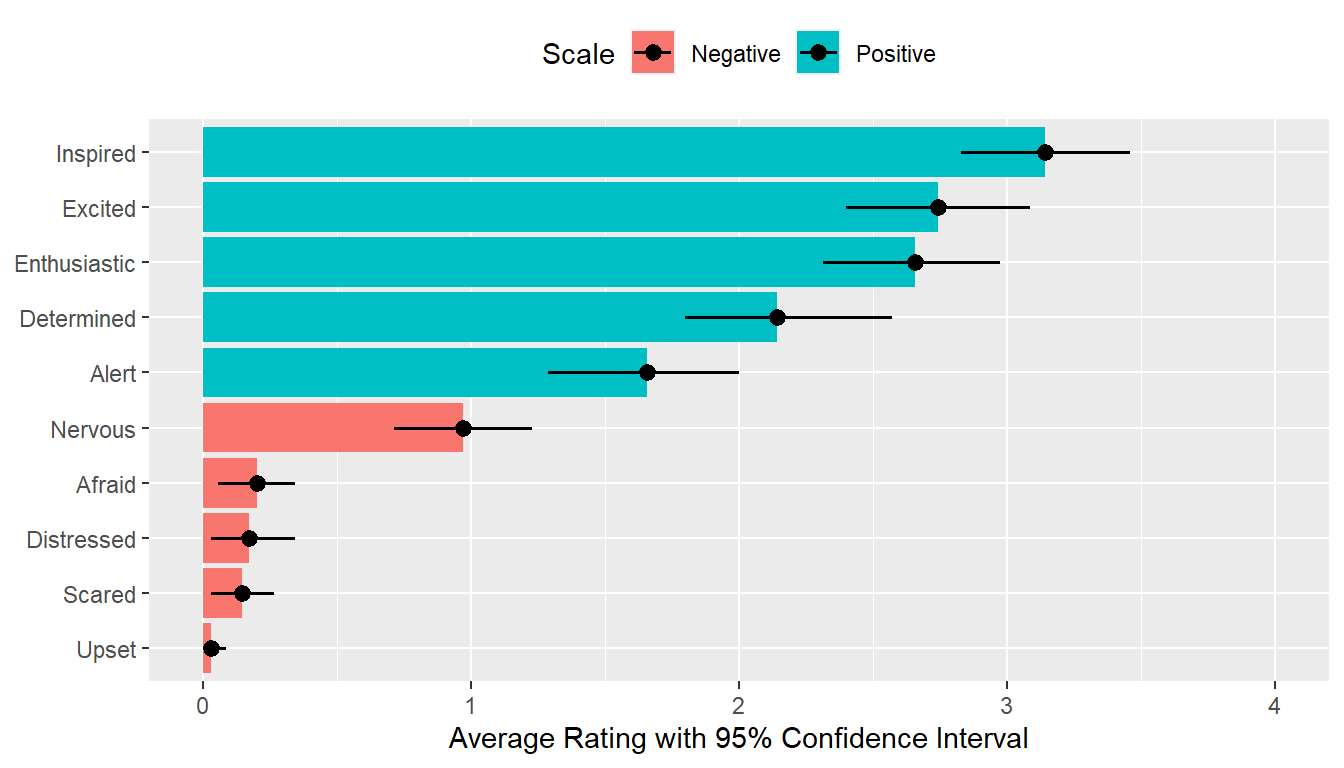 Scale Negative Positive
Inspired
Excited
Enthusiastic
Determined
Alert
Nervous
Afraid
Distressed
Scared
Upset
0 1 2 3 4
Average Rating with 95% Confidence Interval